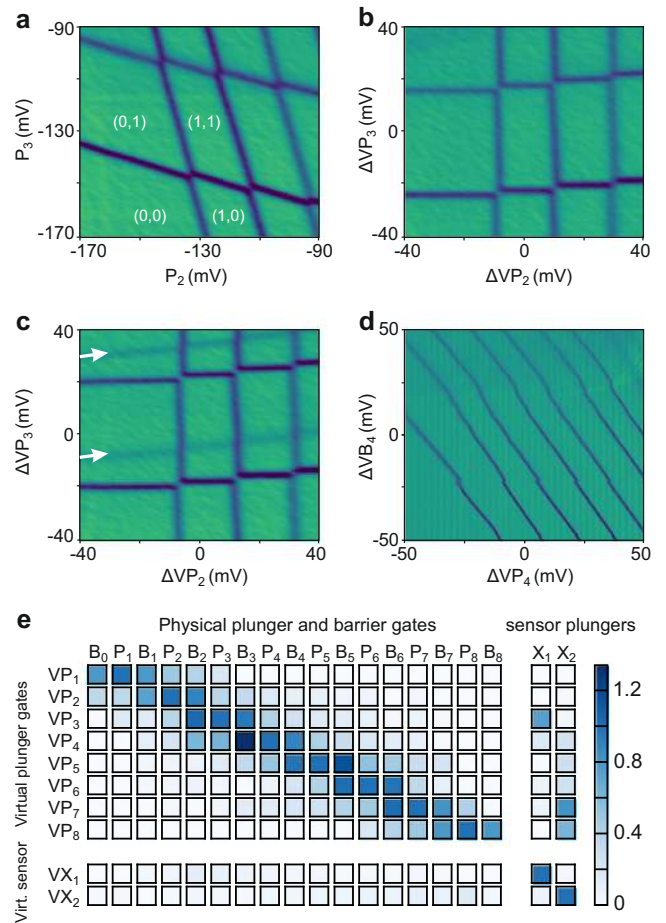 a
b
-90
-130
-170
P3 (mV)
(0,1)
(1,1)
(0,0)
(1,0)
-170
-130
-90
P2 (mV)
40
0
-40
ΔVP3 (mV)
-40
0
40
ΔVP2 (mV)
c
d
40
0
-40
ΔVP3 (mV)
-40
0
40
ΔVP2 (mV)
50
25
0
-25
-50
ΔVB4 (mV)
-50
0
50
ΔVP4 (mV)
e
Physical plunger and barrier gates
sensor plungers
B0 P1 B1 P2 B2 P3 B3 P4 B4 P5 B5 P6 B6 P7 B7 P8 B8
X1 X2
Virtual plunger gates
VP1
VP2
VP3
VP4
VP5
VP6
VP7
VP8
Virt. sensor
VX1
VX2
1.2
0.8
0.4
0